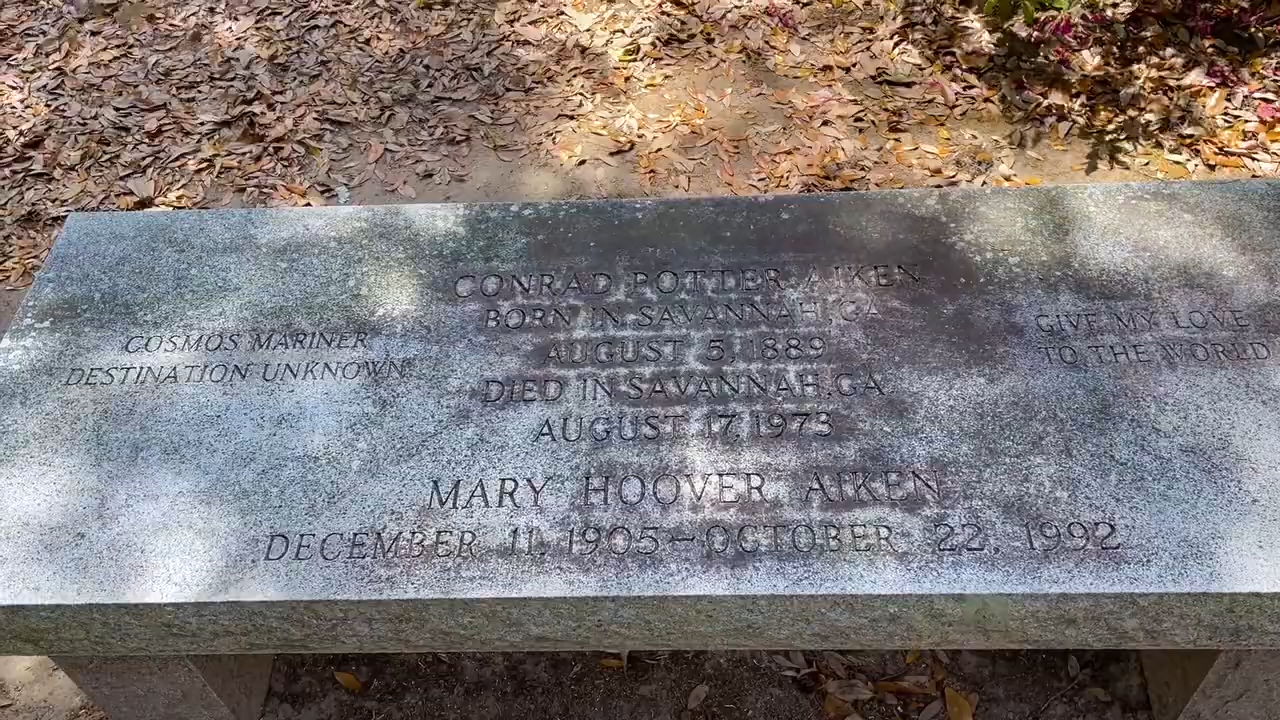 COSMOS MARINER
DESTINATION UNKNOWN
CONRAD POTTER AIKEN
BORN IN SAVANNAH, GA
AUGUST 5, 1889
DIED IN SAVANNAH, GA
AUGUST 17, 1973
GIVE MY LOVE
TO THE WORLD
MARY HOOVER AIKEN
DECEMBER 11, 1905–OCTOBER 22, 1992